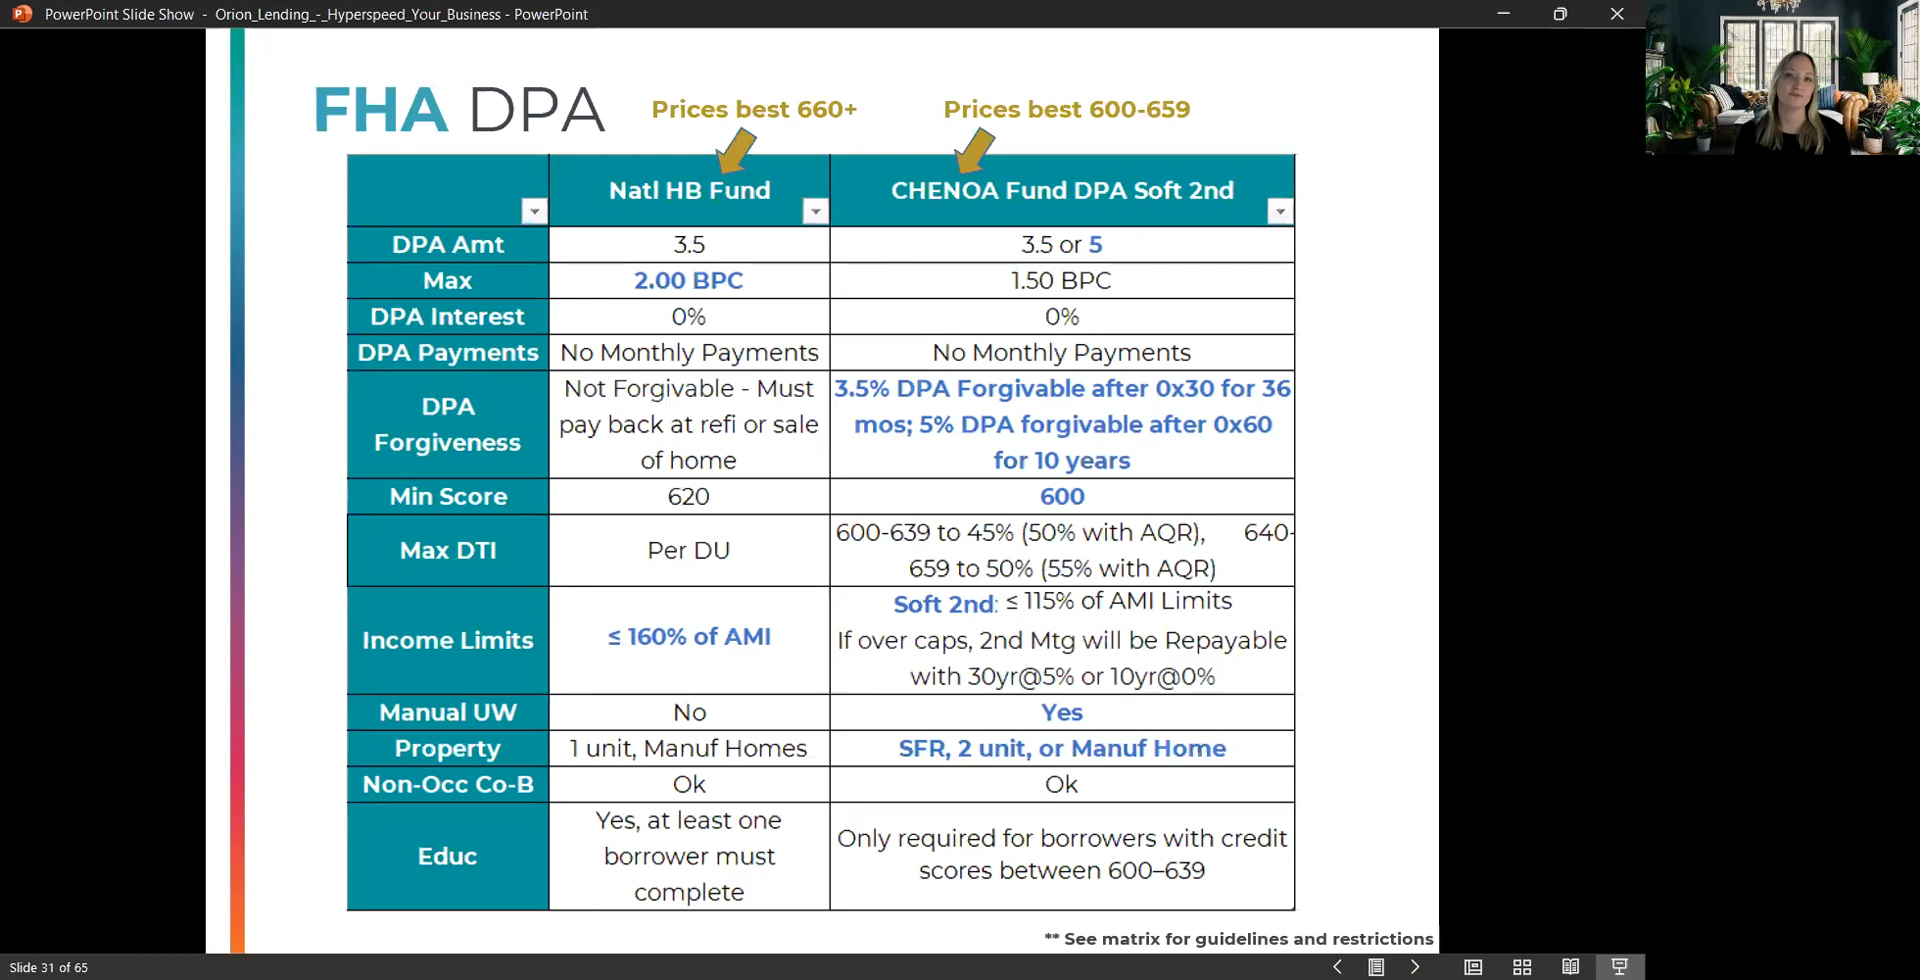 PowerPoint Slide Show - Orion_Lending_-_Hyperspeed_Your_Business - PowerPoint
FHA DPA
Prices best 660+
Prices best 600-659
Natl HB Fund
CHENOA Fund DPA Soft 2nd
DPA Amt
3.5
3.5 or 5
Max
2.00 BPC
1.50 BPC
DPA Interest
0%
0%
DPA Payments
No Monthly Payments
No Monthly Payments
DPA
Forgiveness
Not Forgivable - Must
pay back at refi or sale
of home
3.5% DPA Forgivable after 0x30 for 36
mos; 5% DPA forgivable after 0x60
for 10 years
Min Score
620
600
Max DTI
Per DU
600-639 to 45% (50% with AQR), 640-
659 to 50% (55% with AQR)
Income Limits
≤ 160% of AMI
Soft 2nd: ≤ 115% of AMI Limits
If over caps, 2nd Mtg will be Repayable
with 30yr@5% or 10yr@0%
Manual UW
No
Yes
Property
1 unit, Manuf Homes
SFR, 2 unit, or Manuf Home
Non-Occ Co-B
Ok
Ok
Educ
Yes, at least one
borrower must
complete
Only required for borrowers with credit
scores between 600–639
** See matrix for guidelines and restrictions
Slide 31 of 65